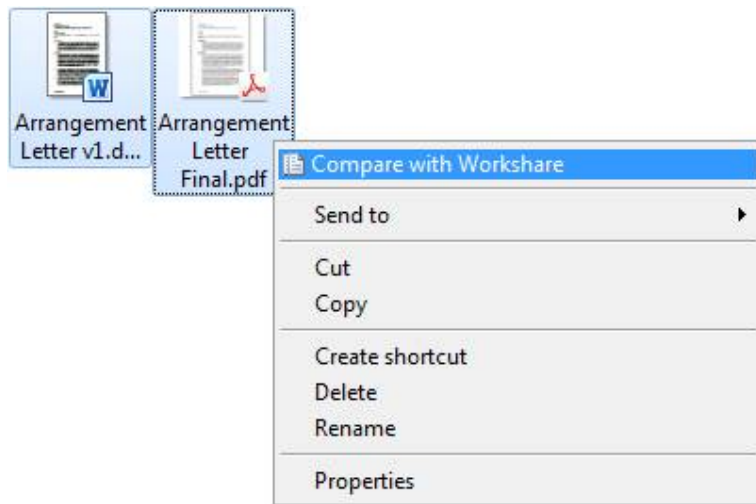 Arrangement
Letter v1.d...
Arrangement
Letter
Final.pdf
Compare with Workshare
Send to
Cut
Copy
Create shortcut
Delete
Rename
Properties